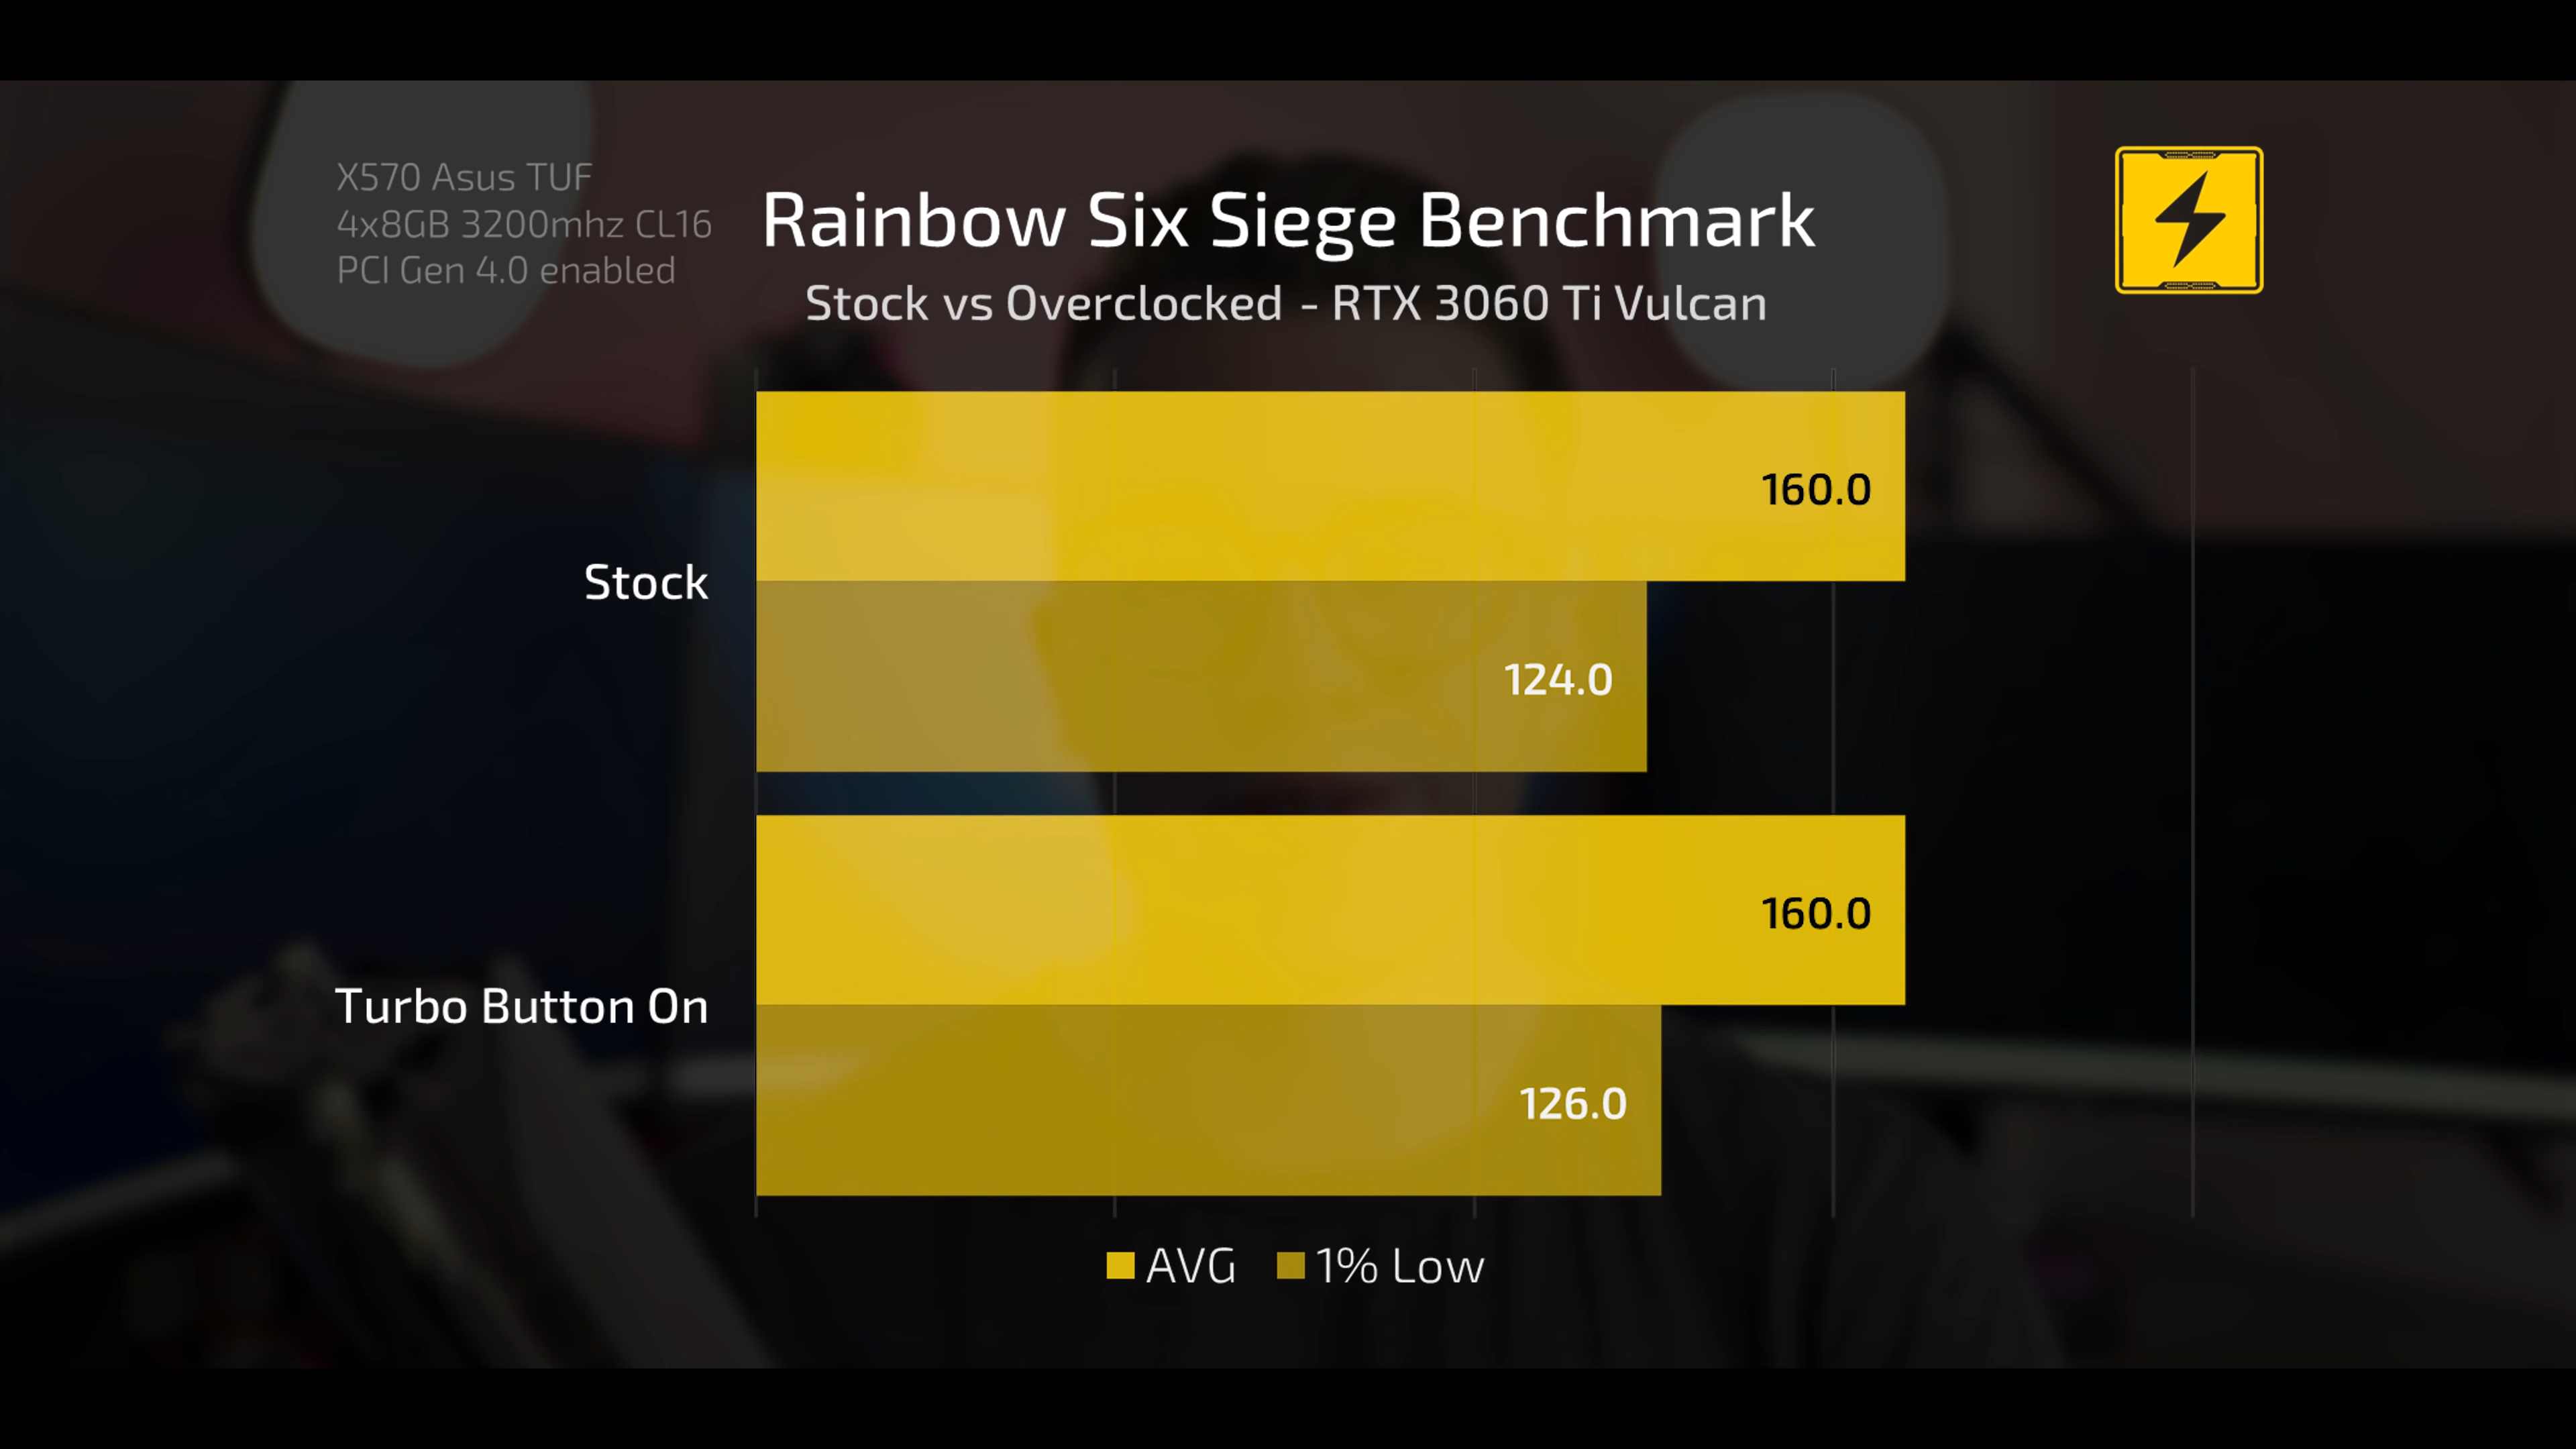 X570 Asus TUF
4x8GB 3200mhz CL16
PCI Gen 4.0 enabled
Rainbow Six Siege Benchmark
Stock vs Overclocked - RTX 3060 Ti Vulcan
160.0
Stock
124.0
160.0
Turbo Button On
126.0
AVG 1% Low